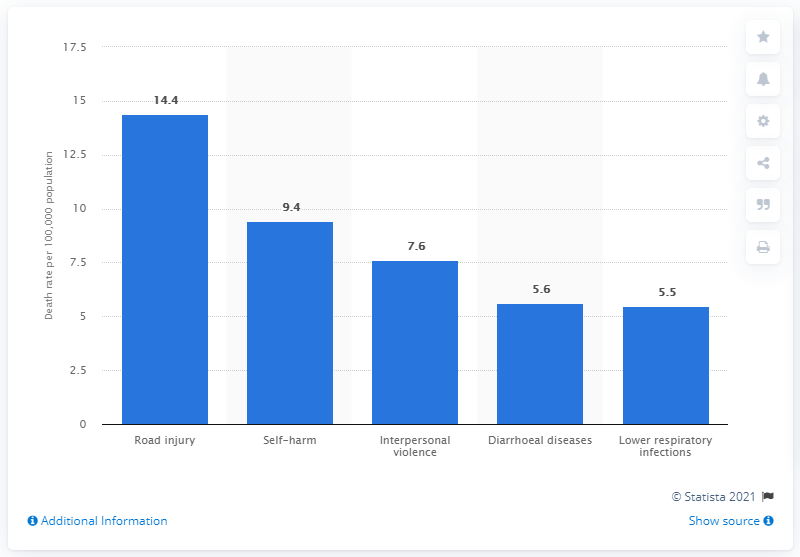 17.5
15
12.5
10
7.5
5
2.5
0
Death rate per 100,000 population
14.4
9.4
7.6
5.6
5.5
Road injury
Self-harm
Interpersonal
violence
Diarrhoeal diseases
Lower respiratory
infections
© Statista 2021
Additional Information
Show source